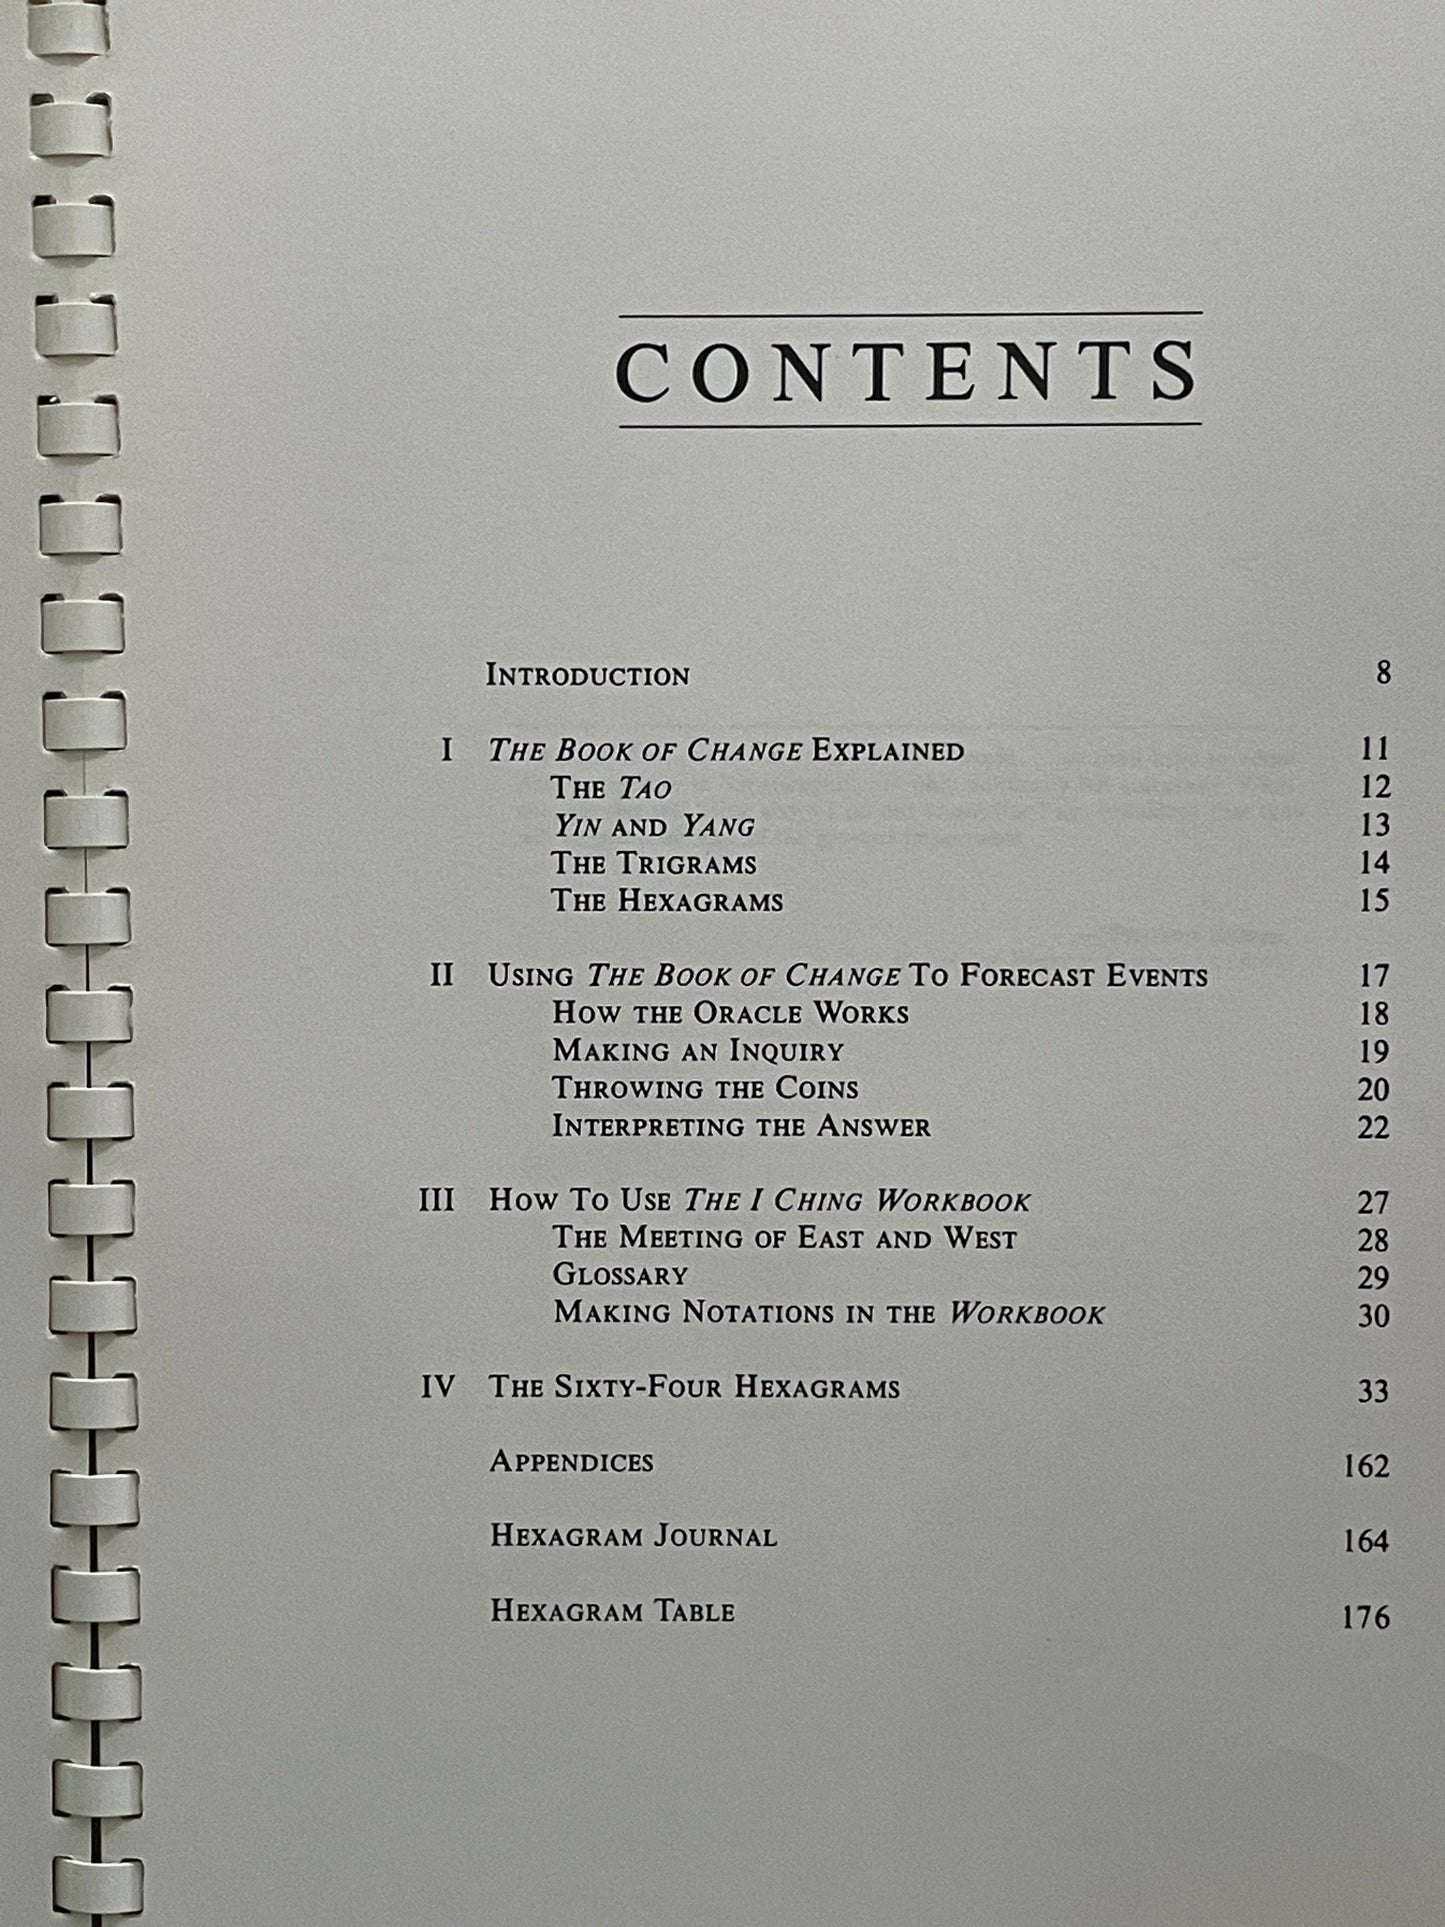 CONTENTS
INTRODUCTION 8
I THE BOOK OF CHANGE EXPLAINED 11
THE TAO 12
YIN AND YANG 13
THE TRIGRAMS 14
THE HEXAGRAMS 15
II USING THE BOOK OF CHANGE TO FORECAST EVENTS 17
HOW THE ORACLE WORKS 18
MAKING AN INQUIRY 19
THROWING THE COINS 20
INTERPRETING THE ANSWER 22
III HOW TO USE THE I CHING WORKBOOK 27
THE MEETING OF EAST AND WEST 28
GLOSSARY 29
MAKING NOTATIONS IN THE WORKBOOK 30
IV THE SIXTY-FOUR HEXAGRAMS 33
APPENDICES 162
HEXAGRAM JOURNAL 164
HEXAGRAM TABLE 176